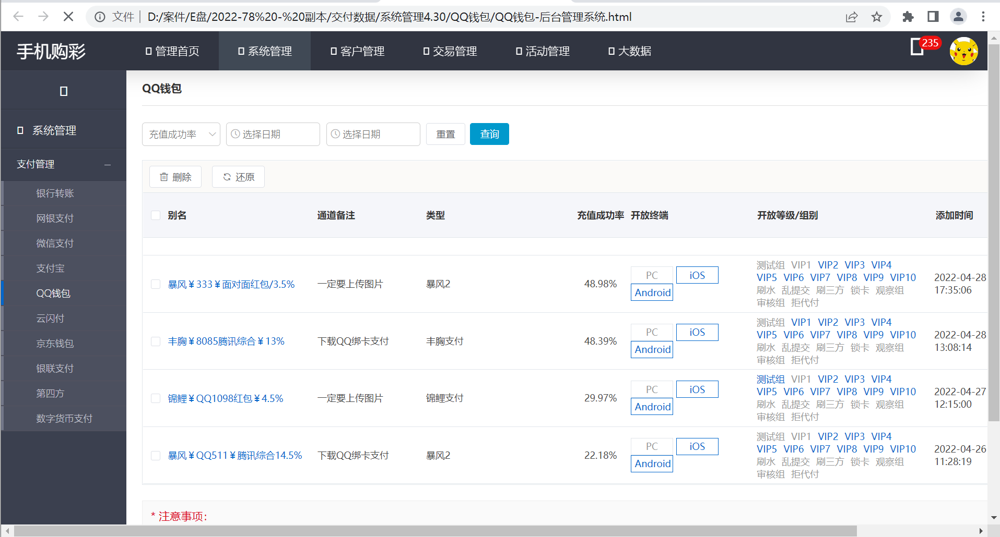 文件 D:/案件/E盘/2022-78%20-%20副本/交付数据/系统管理4.30/QQ钱包/QQ钱包-后台管理系统.html
手机购彩 管理首页 系统管理 客户管理 交易管理 活动管理 大数据 235
系统管理
支付管理
银行转账
网银支付
微信支付
支付宝
QQ钱包
云闪付
京东钱包
银联支付
第四方
数字货币支付
QQ钱包
充值成功率 选择日期 选择日期 重置 查询
删除 还原
别名 通道备注 类型 充值成功率 开放终端 开放等级/组别 添加时间
暴风¥333¥面对面红包/3.5% 一定要上传图片 暴风2 48.98%
PC iOS
Android
测试组 VIP1 VIP2 VIP3 VIP4
VIP5 VIP6 VIP7 VIP8 VIP9 VIP10
刷水 乱提交 刷三方 锁卡 观察组
审核组 拒代付
2022-04-28
17:35:06
丰胸¥8085腾讯综合¥13% 下载QQ绑卡支付 丰胸支付 48.39%
PC iOS
Android
测试组 VIP1 VIP2 VIP3 VIP4
VIP5 VIP6 VIP7 VIP8 VIP9 VIP10
刷水 乱提交 刷三方 锁卡 观察组
审核组 拒代付
2022-04-28
13:08:14
锦鲤¥QQ1098红包¥4.5% 一定要上传图片 锦鲤支付 29.97%
PC iOS
Android
测试组 VIP1 VIP2 VIP3 VIP4
VIP5 VIP6 VIP7 VIP8 VIP9 VIP10
刷水 乱提交 刷三方 锁卡 观察组
审核组 拒代付
2022-04-27
12:15:00
暴风¥QQ511¥腾讯综合14.5% 下载QQ绑卡支付 暴风2 22.18%
PC iOS
Android
测试组 VIP1 VIP2 VIP3 VIP4
VIP5 VIP6 VIP7 VIP8 VIP9 VIP10
刷水 乱提交 刷三方 锁卡 观察组
审核组 拒代付
2022-04-26
11:28:19
* 注意事项：